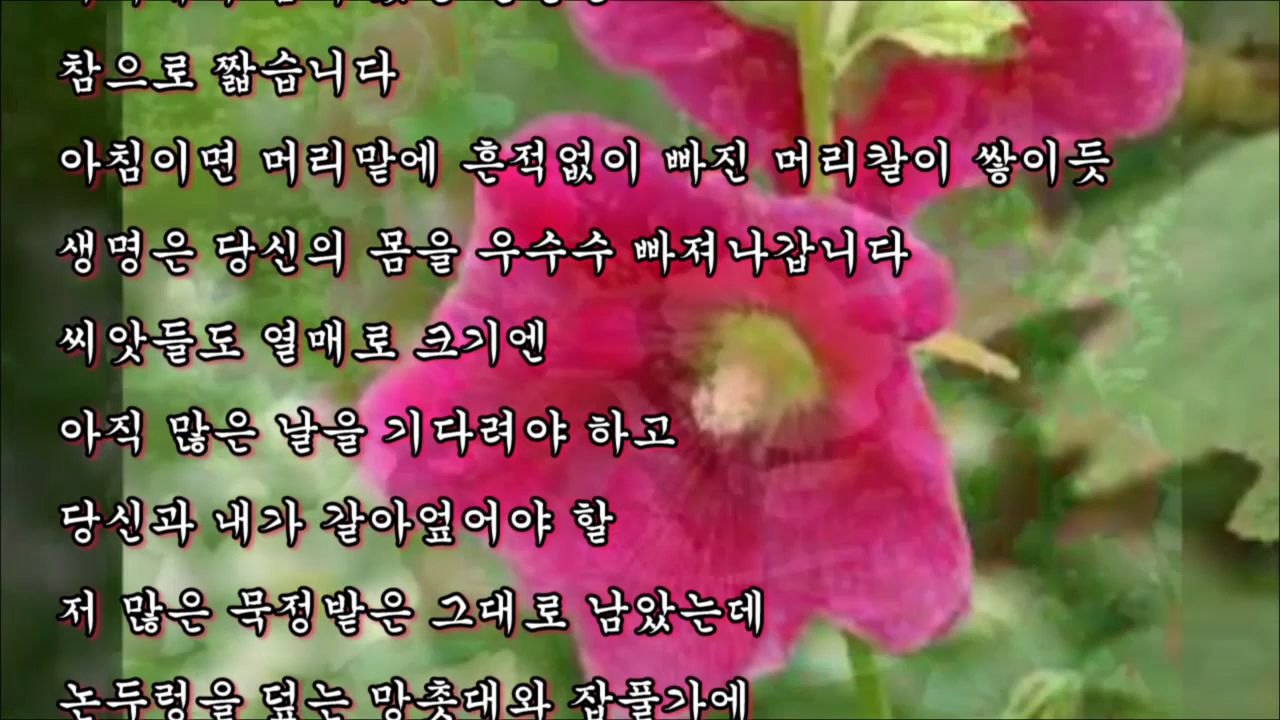 참으로 짧습니다
아침이면 머리맡에 흔적없이 빠진 머리칼이 쌓이듯
생명은 당신의 몸을 우수수 빠져나갑니다
씨앗들도 열매로 크기엔
아직 많은 날을 기다려야 하고
당신과 내가 갈아엎어야 할
저 많은 묵정밭은 그대로 남았는데
논두렁을 덮는 망촛대와 잡풀가에